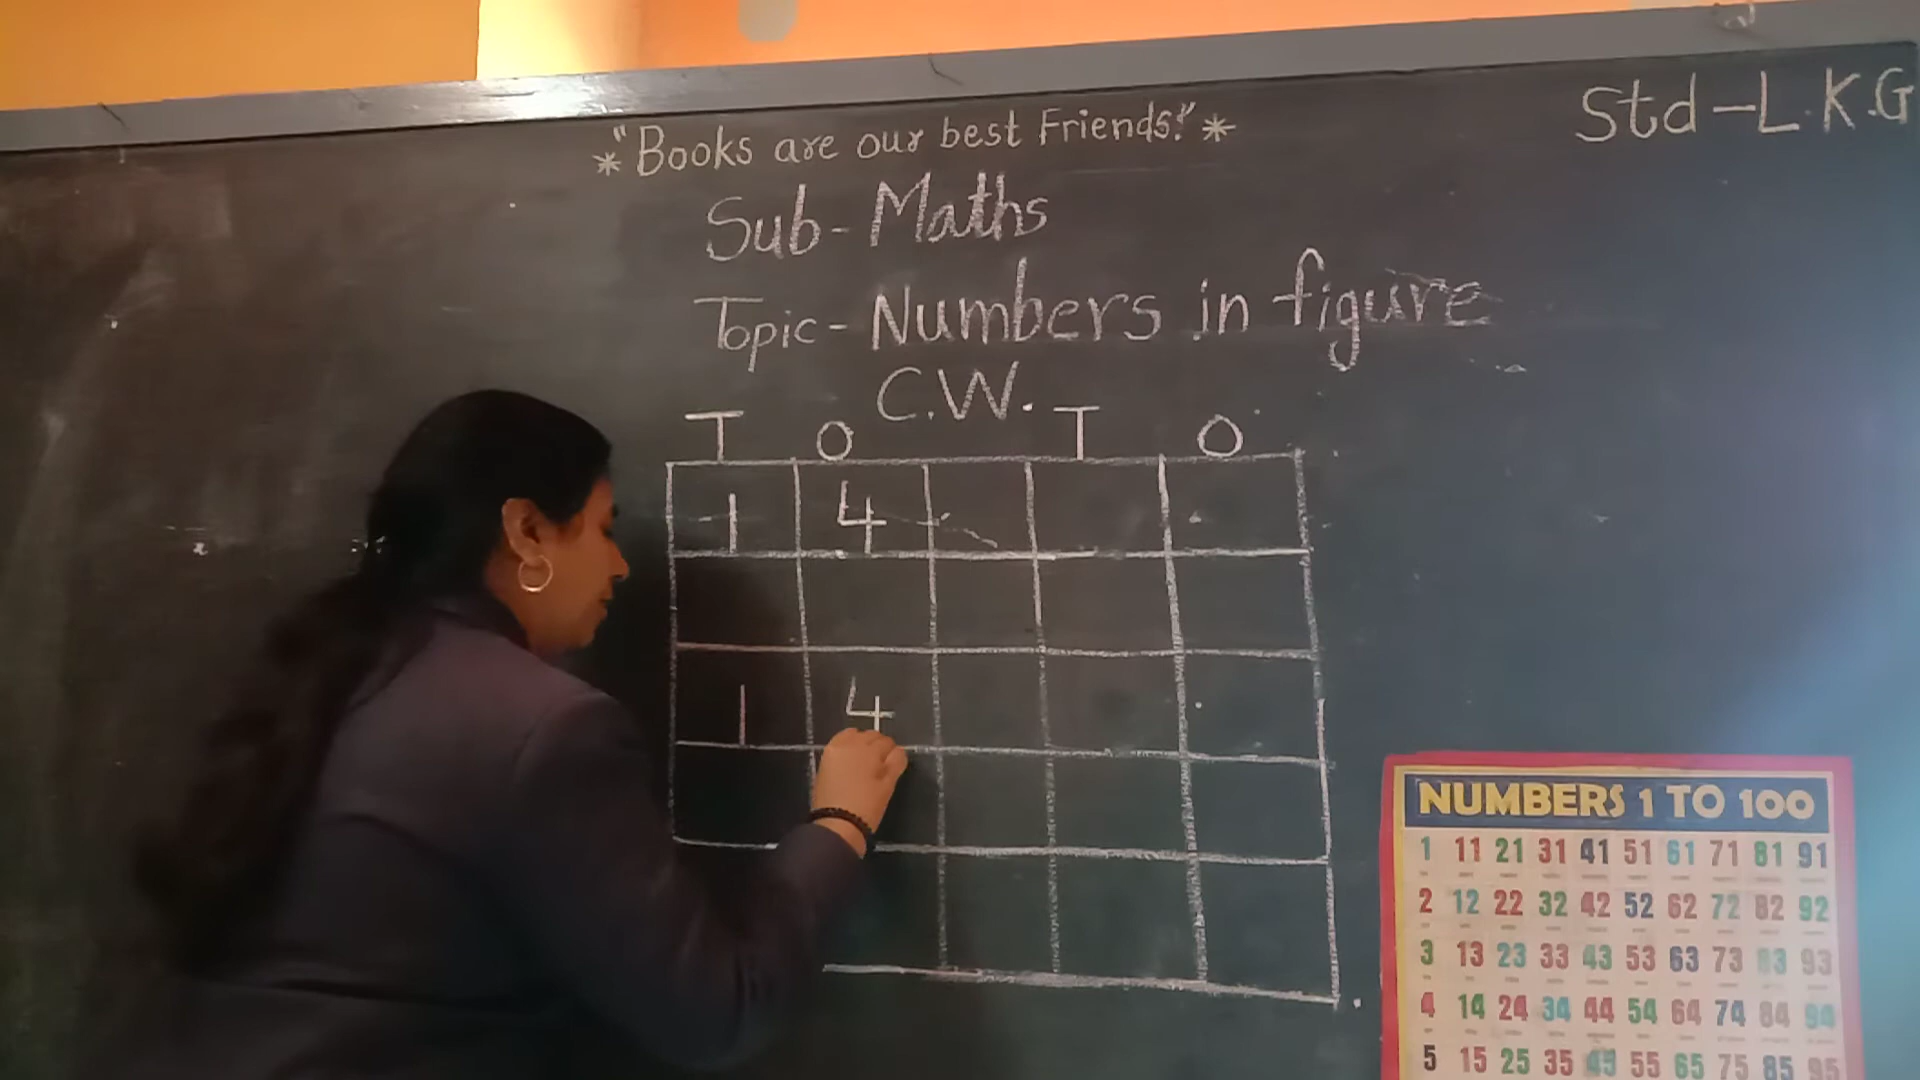 Std-L.K.G
* "Books are our best Friends." *
Sub- Maths
Topic- Numbers in figure
C.W.
T O T O
1 4
1 4
NUMBERS 1 TO 100
1 11 21 31 41 51 61 71 81 91
2 12 22 32 42 52 62 72 82 92
3 13 23 33 43 53 63 73 83 93
4 14 24 34 44 54 64 74 84 94
5 15 25 35 45 55 65 75 85 95